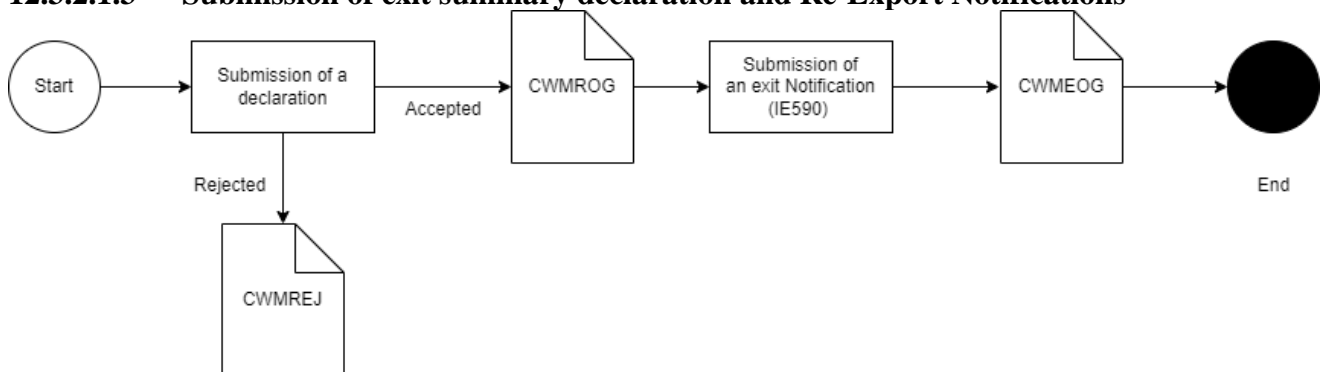 Submission of exit summary declaration and Re-Export Notifications
Start
Submission of a
declaration
Accepted
CWMROG
Submission of
an exit Notification
(IE590)
CWMEOG
End
Rejected
CWMREJ